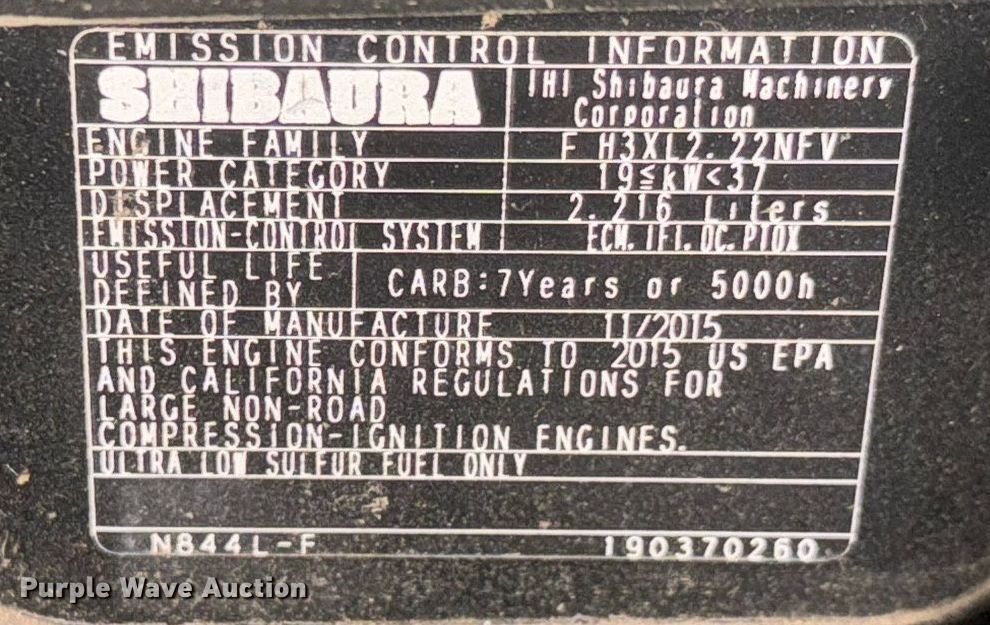 EMISSION CONTROL INFORMATION
SHIBAURA
IHI Shibaura Machinery
Corporation
ENGINE FAMILY F H3XL2.22NFV
POWER CATEGORY 19≦kW<37
DISPLACEMENT 2.216 Liters
EMISSION-CONTROL SYSTEM ECM.IFI.OC.PTOX
USEFUL LIFE
DEFINED BY
CARB:7Years or 5000h
DATE OF MANUFACTURE 11/2015
THIS ENGINE CONFORMS TO 2015 US EPA
AND CALIFORNIA REGULATIONS FOR
LARGE NON-ROAD
COMPRESSION-IGNITION ENGINES.
ULTRA LOW SULFUR FUEL ONLY
N844L-F 190370260
Purple Wave Auction